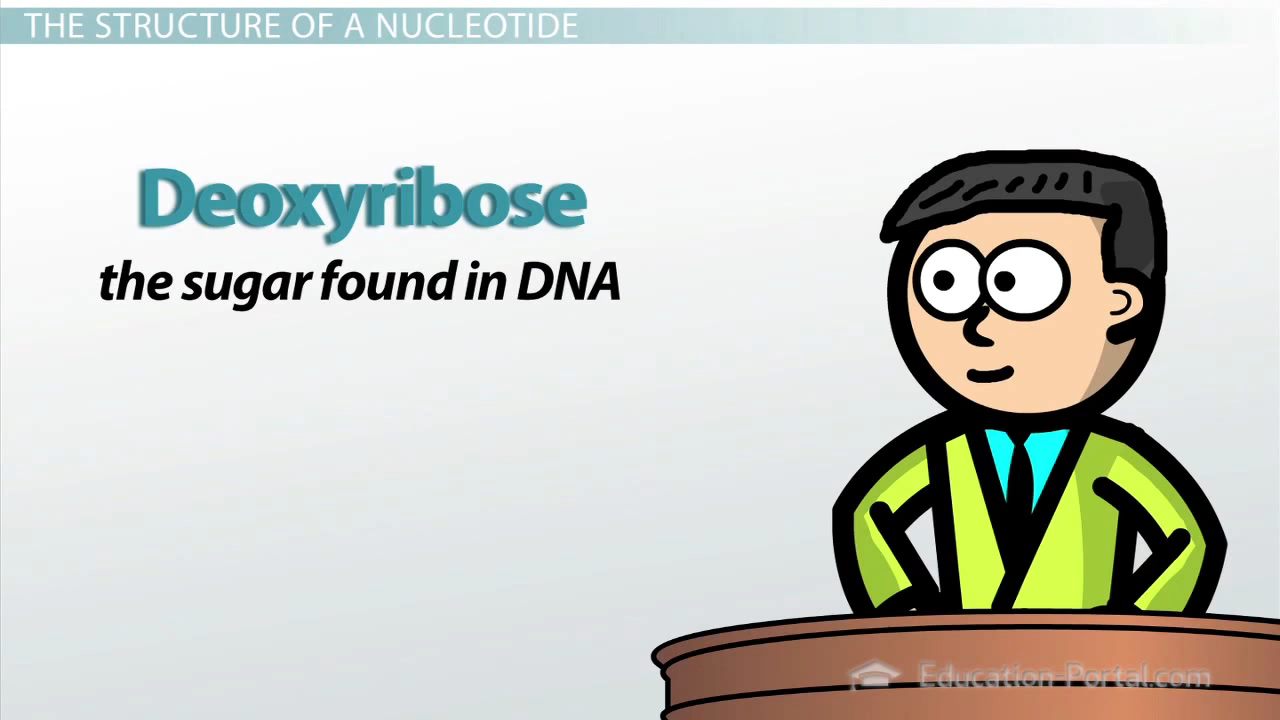 THE STRUCTURE OF A NUCLEOTIDE
Deoxyribose
the sugar found in DNA
Education-Portal.com